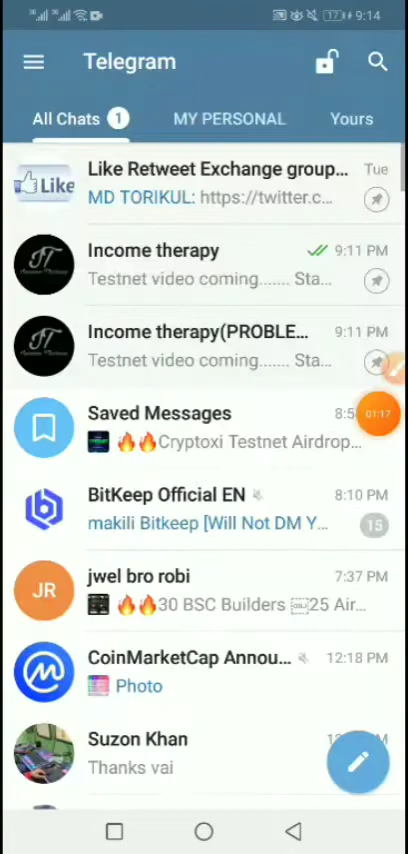 9:14
Telegram
All Chats 1 MY PERSONAL Yours
Like Retweet Exchange group... Tue
MD TORIKUL: https://twitter.c...
Income therapy 9:11 PM
Testnet video coming....... Sta...
Income therapy(PROBLE... 9:11 PM
Testnet video coming....... Sta...
Saved Messages
01:17
🔥🔥Cryptoxi Testnet Airdrop...
BitKeep Official EN 8:10 PM
makili Bitkeep [Will Not DM Y... 15
JR
jwel bro robi 7:37 PM
🔥🔥30 BSC Builders 25 Air...
CoinMarketCap Annou... 12:18 PM
Photo
Suzon Khan
Thanks vai